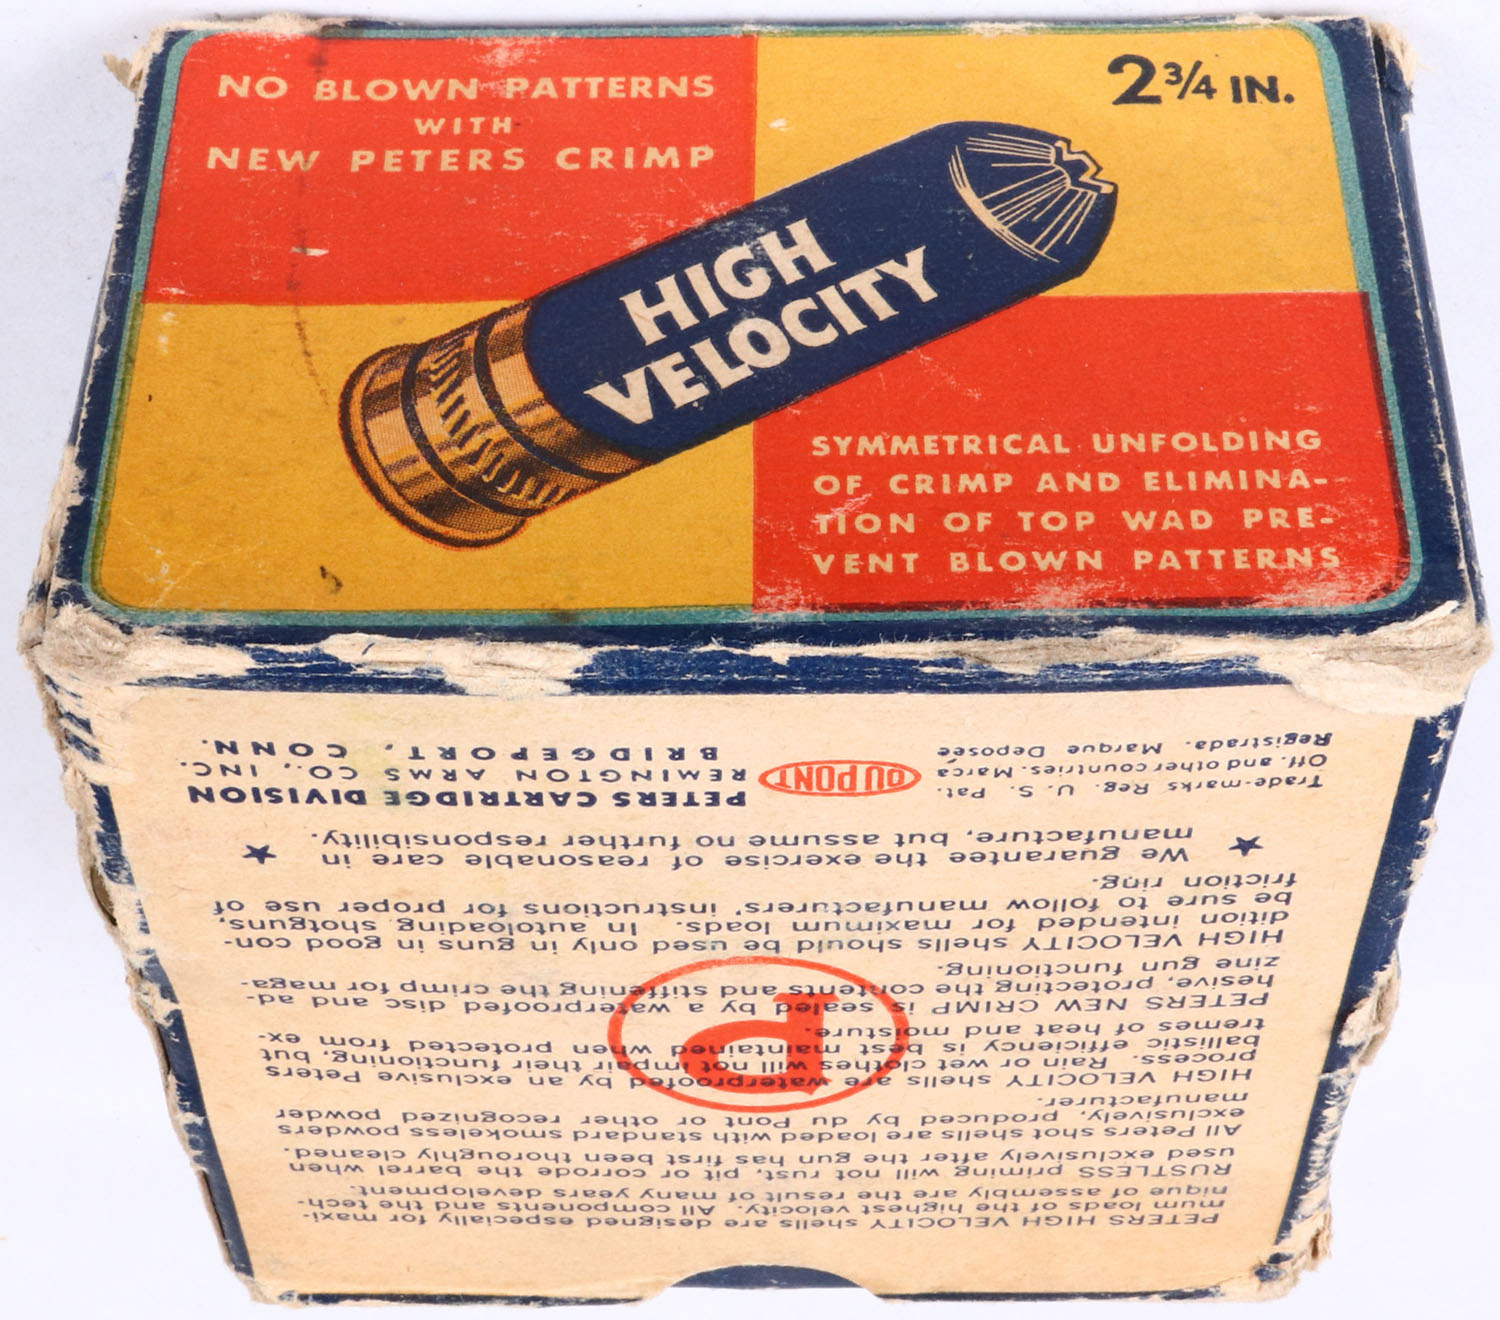 NO BLOWN PATTERNS
WITH
NEW PETERS CRIMP
2¾ IN.
HIGH
VELOCITY
SYMMETRICAL UNFOLDING
OF CRIMP AND ELIMINA-
TION OF TOP WAD PRE-
VENT BLOWN PATTERNS
PETERS HIGH VELOCITY shells are designed especially for maxi-
mum loads of the highest velocity. All components and the tech-
nique of assembly are the result of many years development.
RUSTLESS priming will not rust, pit or corrode the barrel when
used exclusively after the gun has first been thoroughly cleaned.
All Peters shot shells are loaded with standard smokeless powders
exclusively, produced by du Pont or other recognized powder
manufacturer.
HIGH VELOCITY shells are waterproofed by an exclusive Peters
process. Rain or wet clothes will not impair their functioning, but
ballistic efficiency is best maintained when protected from ex-
tremes of heat and moisture.
PETERS NEW CRIMP is sealed by a waterproofed disc and ad-
hesive, protecting the contents and stiffening the crimp for maga-
zine gun functioning.
HIGH VELOCITY shells should be used only in guns in good con-
dition intended for maximum loads. In autoloading shotguns,
be sure to follow manufacturers' instructions for proper use of
friction ring.
P
★ We guarantee the exercise of reasonable care in ★
manufacture, but assume no further responsibility.
Trade-marks Reg. U. S. Pat.
Off. and other countries. Marca
Registrada. Marque Deposée
DU PONT
PETERS CARTRIDGE DIVISION
REMINGTON ARMS CO., INC.
BRIDGEPORT, CONN.